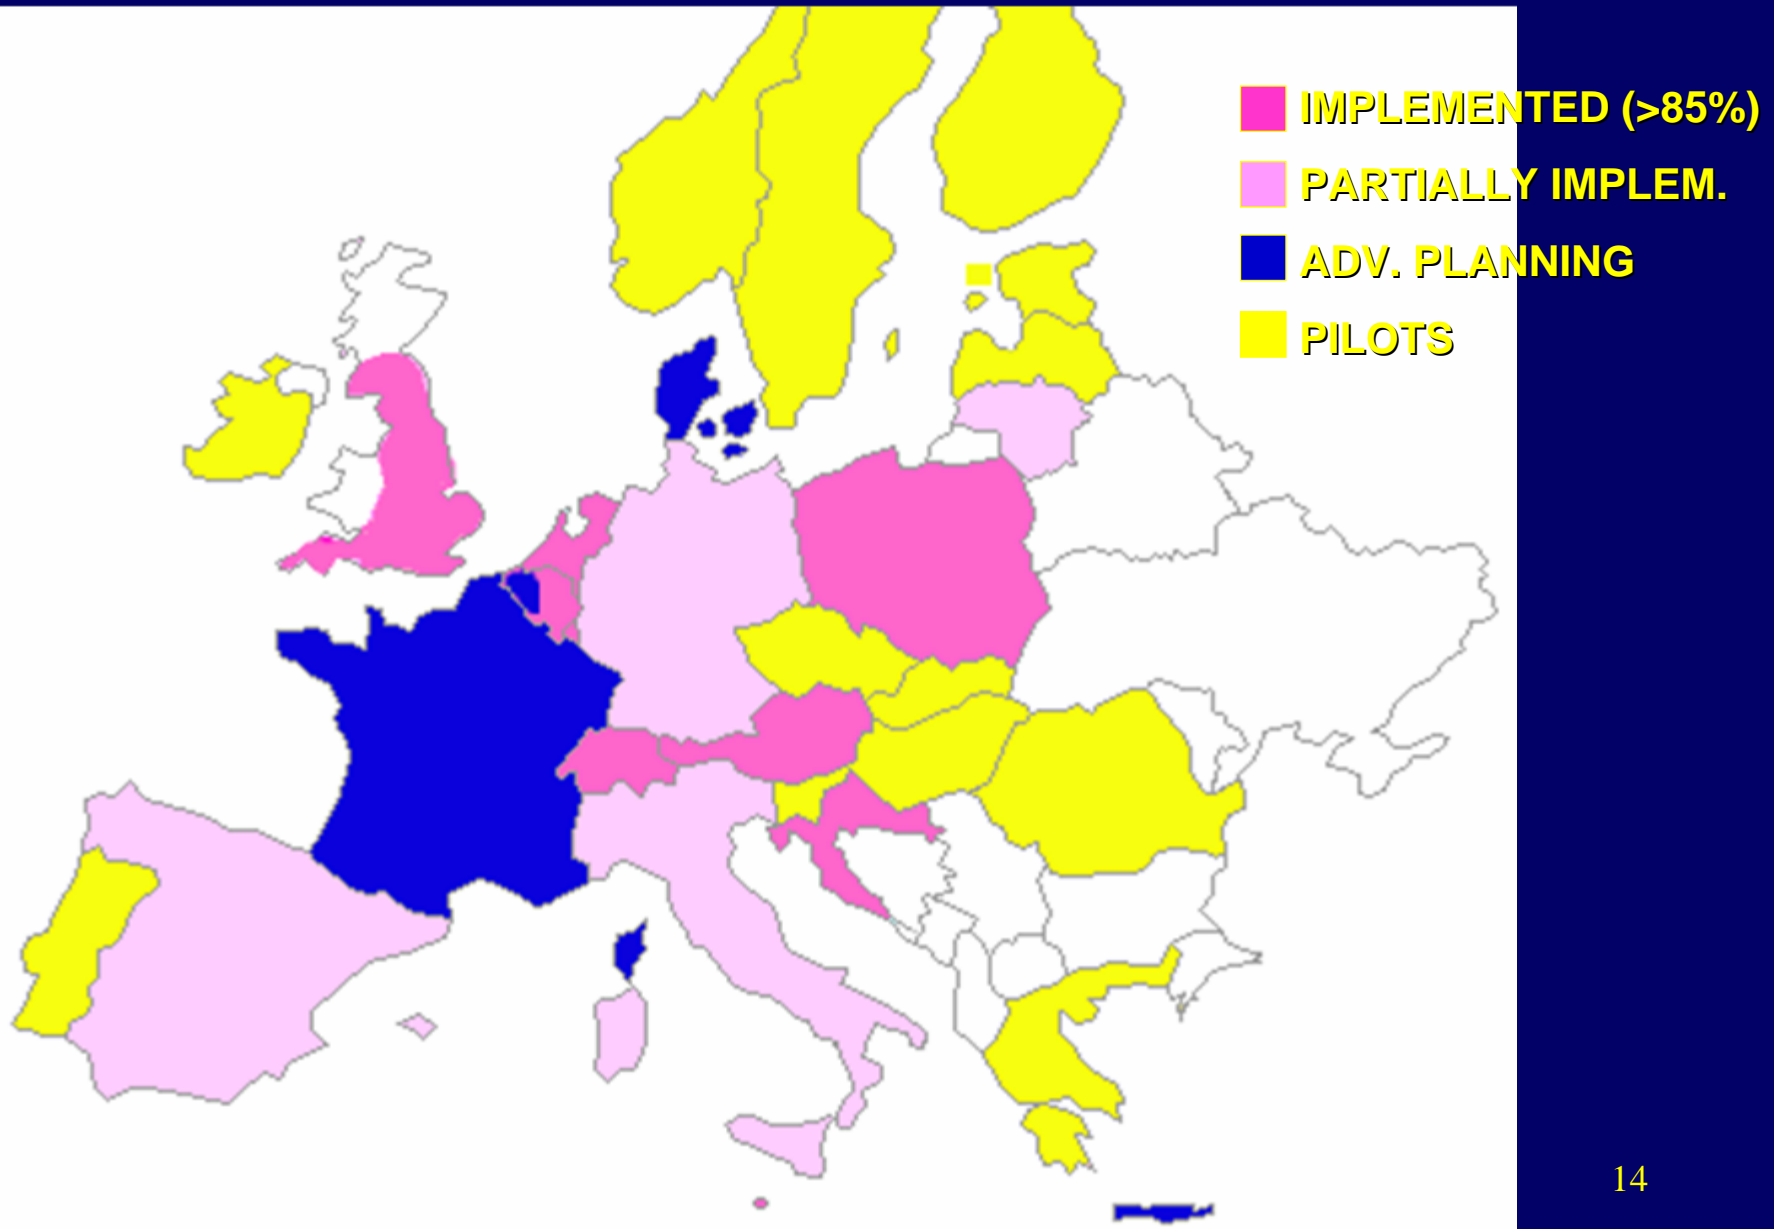 IMPLEMENTED (>85%)
PARTIALLY IMPLEM.
ADV. PLANNING
PILOTS
14